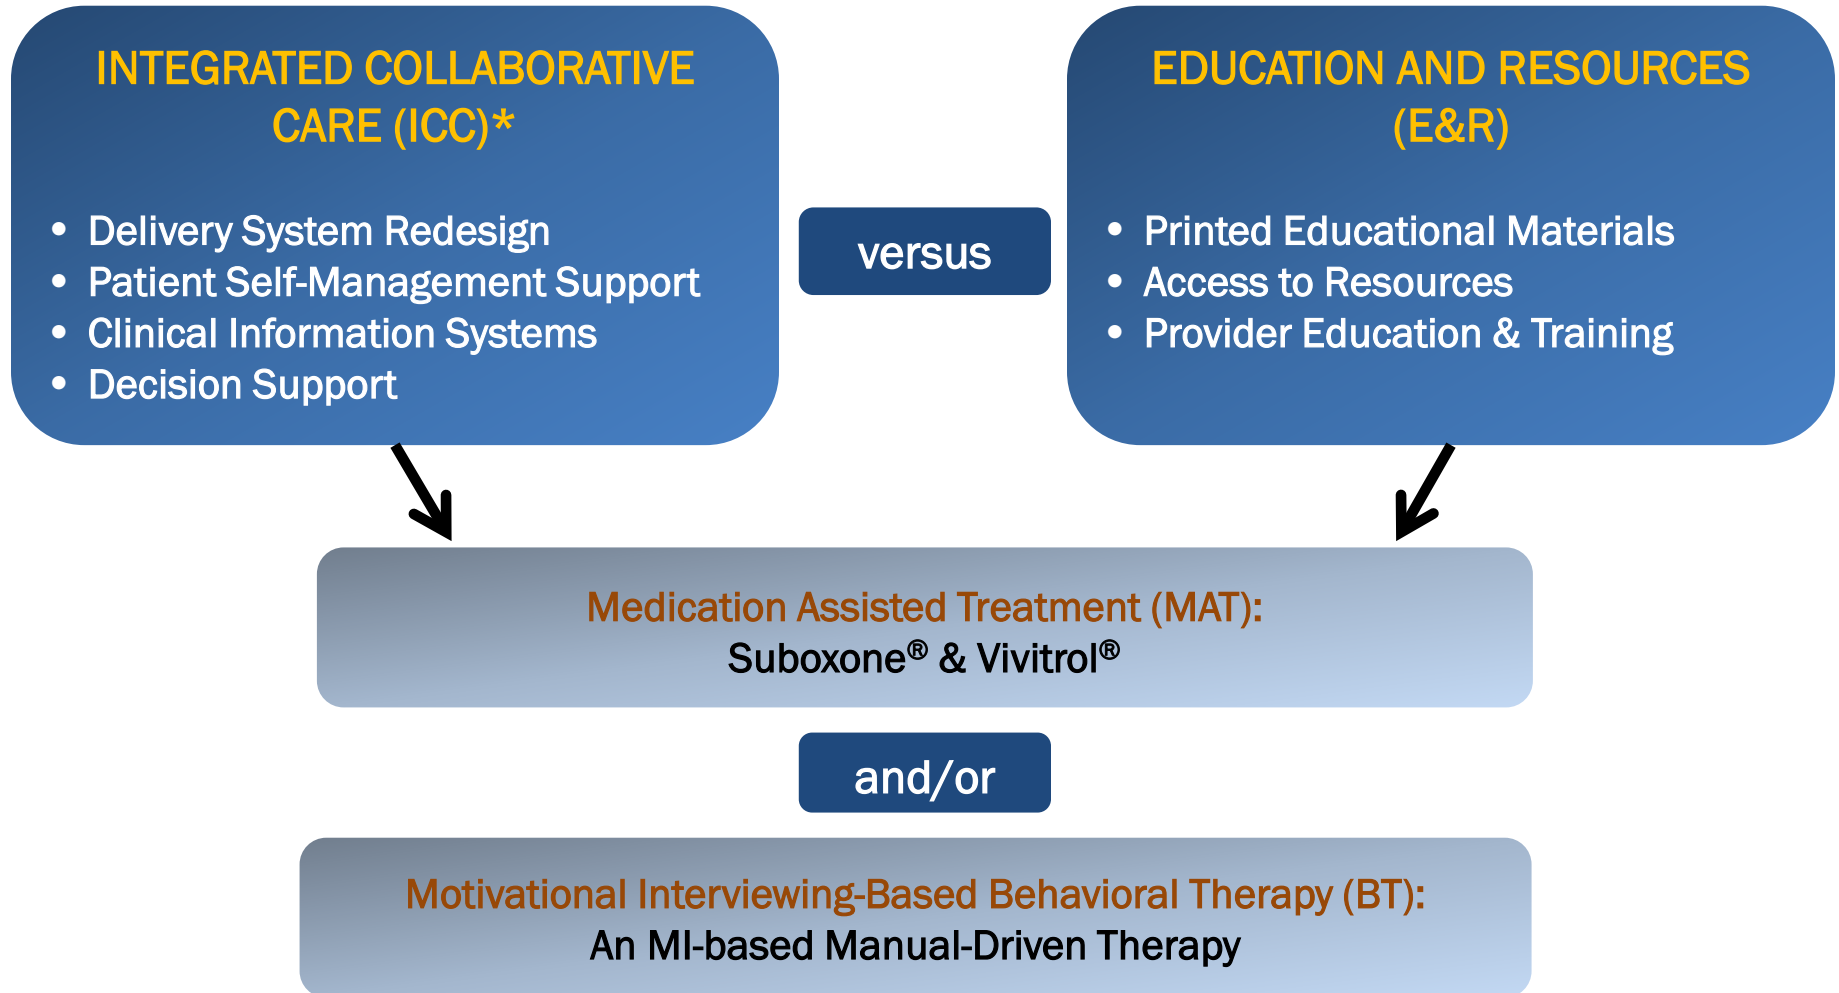 INTEGRATED COLLABORATIVE
CARE (ICC)*
• Delivery System Redesign
• Patient Self-Management Support
• Clinical Information Systems
• Decision Support
versus
EDUCATION AND RESOURCES
(E&R)
• Printed Educational Materials
• Access to Resources
• Provider Education & Training
Medication Assisted Treatment (MAT):
Suboxone® & Vivitrol®
and/or
Motivational Interviewing-Based Behavioral Therapy (BT):
An MI-based Manual-Driven Therapy